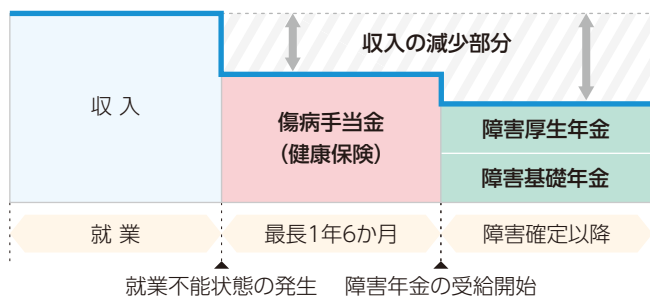 収入の減少部分
収 入
傷病手当金
（健康保険）
障害厚生年金
障害基礎年金
就 業
最長1年6か月
障害確定以降
就業不能状態の発生
障害年金の受給開始